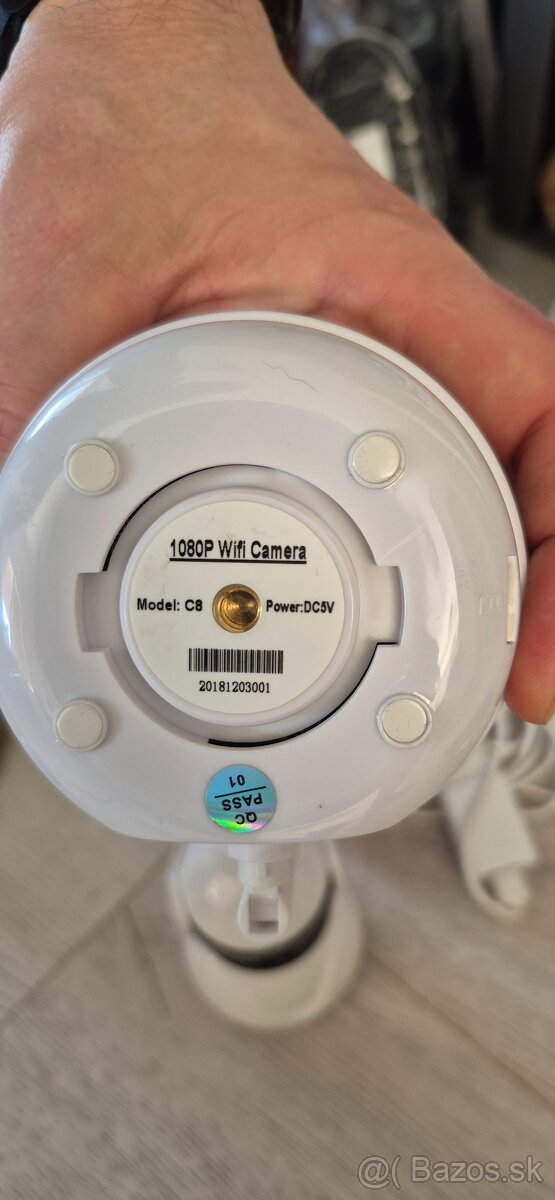 1080P Wifi Camera
Model: C8 Power:DC5V
20181203001
QC
PASS
01
@( Bazos.sk